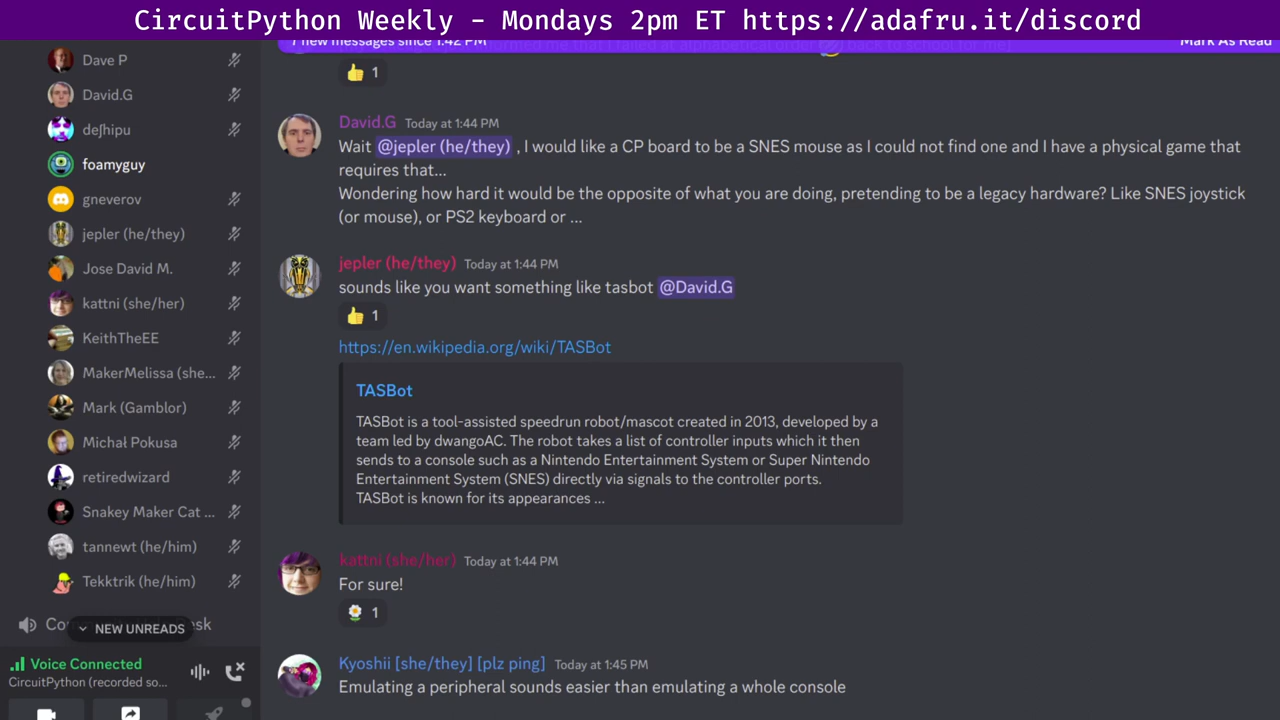 CircuitPython Weekly - Mondays 2pm ET https://adafru.it/discord
7 new messages since 1:42 PM
Mark As Read
Dave P
David.G
deʃhipu
foamyguy
gneverov
jepler (he/they)
Jose David M.
kattni (she/her)
KeithTheEE
MakerMelissa (she...
Mark (Gamblor)
Michał Pokusa
retiredwizard
Snakey Maker Cat ...
tannewt (he/him)
Tekktrik (he/him)
NEW UNREADS
Voice Connected
CircuitPython (recorded so...
👍 1
David.G Today at 1:44 PM
Wait @jepler (he/they) , I would like a CP board to be a SNES mouse as I could not find one and I have a physical game that
requires that...
Wondering how hard it would be the opposite of what you are doing, pretending to be a legacy hardware? Like SNES joystick
(or mouse), or PS2 keyboard or ...
jepler (he/they) Today at 1:44 PM
sounds like you want something like tasbot @David.G
👍 1
https://en.wikipedia.org/wiki/TASBot
TASBot
TASBot is a tool-assisted speedrun robot/mascot created in 2013, developed by a
team led by dwangoAC. The robot takes a list of controller inputs which it then
sends to a console such as a Nintendo Entertainment System or Super Nintendo
Entertainment System (SNES) directly via signals to the controller ports.
TASBot is known for its appearances ...
kattni (she/her) Today at 1:44 PM
For sure!
🌼 1
Kyoshii [she/they] [plz ping] Today at 1:45 PM
Emulating a peripheral sounds easier than emulating a whole console